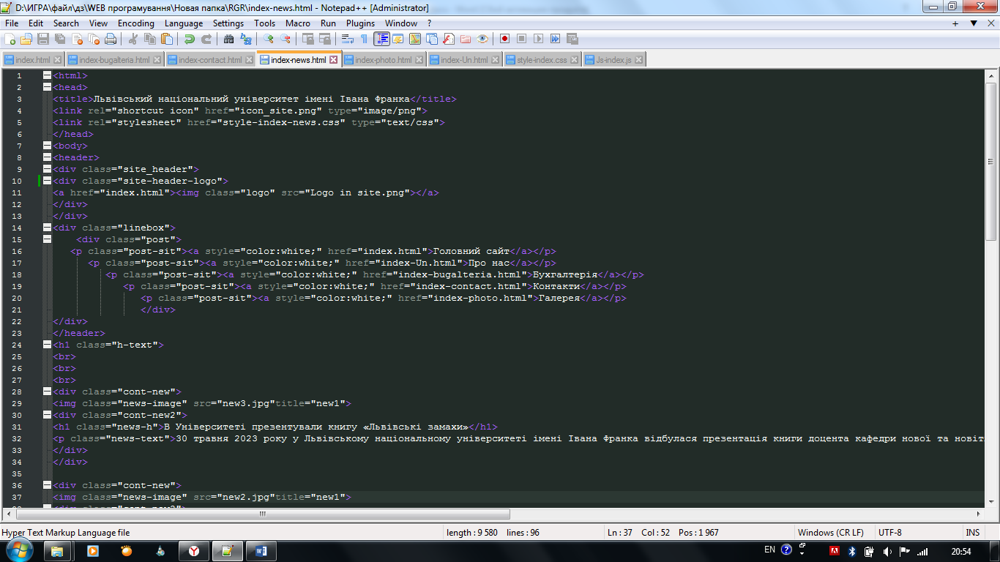 D:\ИГРА\файл\дз\WEB програмування\Новая папка\RGR\index-news.html - Notepad++ [Administrator]
File Edit Search View Encoding Language Settings Tools Macro Run Plugins Window ? + ▼ X
index.html index-bugalteria.html index-contact.html index-news.html index-photo.html index-Un.html style-index.css Js-index.js
1 <html>
2 <head>
3 <title>Львівський національний університет імені Івана Франка</title>
4 <link rel="shortcut icon" href="icon_site.png" type="image/png">
5 <link rel="stylesheet" href="style-index-news.css" type="text/css">
6 </head>
7 <body>
8 <header>
9 <div class="site_header">
10 <div class="site-header-logo">
11 <a href="index.html"><img class="logo" src="Logo in site.png"></a>
12 </div>
13 </div>
14 <div class="linebox">
15 <div class="post">
16 <p class="post-sit"><a style="color:white;" href="index.html">Головний сайт</a></p>
17 <p class="post-sit"><a style="color:white;" href="index-Un.html">Про нас</a></p>
18 <p class="post-sit"><a style="color:white;" href="index-bugalteria.html">Бухгалтерія</a></p>
19 <p class="post-sit"><a style="color:white;" href="index-contact.html">Контакти</a></p>
20 <p class="post-sit"><a style="color:white;" href="index-photo.html">Галерея</a></p>
21 </div>
22 </div>
23 </header>
24 <h1 class="h-text">
25 <br>
26 <br>
27 <br>
28 <div class="cont-new">
29 <img class="news-image" src="new3.jpg"title="new1">
30 <div class="cont-new2">
31 <h1 class="news-h">В Університеті презентували книгу «Львівські замахи»</h1>
32 <p class="news-text">30 травня 2023 року у Львівському національному університеті імені Івана Франка відбулася презентація книги доцента кафедри нової та новіт
33 </div>
34 </div>
35
36 <div class="cont-new">
37 <img class="news-image" src="new2.jpg"title="new1">
Hyper Text Markup Language file length : 9 580 lines : 96 Ln : 37 Col : 52 Pos : 1 967 Windows (CR LF) UTF-8 INS
EN 20:54